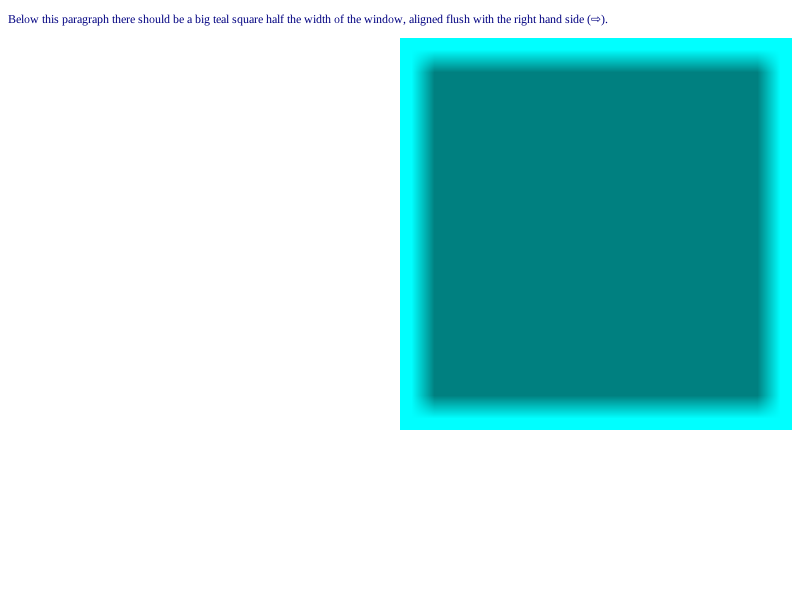 Below this paragraph there should be a big teal square half the width of the window, aligned flush with the right hand side (⇨).